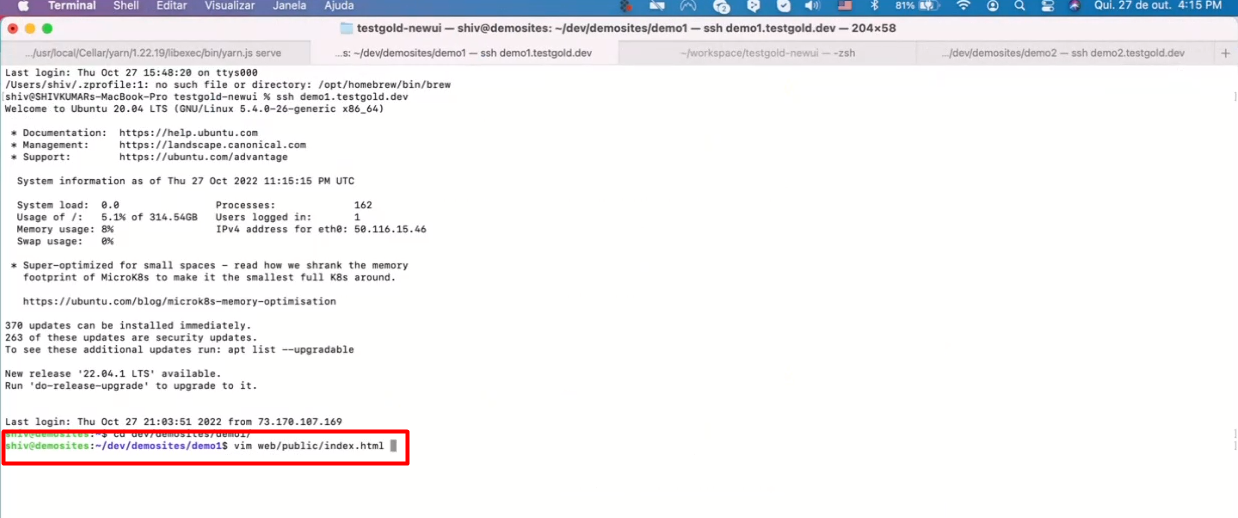 Terminal Shell Editar Visualizar Janela Ajuda 81% Qui. 27 de out. 4:15 PM
testgold-newui — shiv@demosites: ~/dev/demosites/demo1 — ssh demo1.testgold.dev — 204×58
.../usr/local/Cellar/yarn/1.22.19/libexec/bin/yarn.js serve ...s: ~/dev/demosites/demo1 — ssh demo1.testgold.dev ~/workspace/testgold-newui — -zsh .../dev/demosites/demo2 — ssh demo2.testgold.dev +
Last login: Thu Oct 27 15:48:20 on ttys000
/Users/shiv/.zprofile:1: no such file or directory: /opt/homebrew/bin/brew
[shiv@SHIVKUMARs-MacBook-Pro testgold-newui % ssh demo1.testgold.dev ]
Welcome to Ubuntu 20.04 LTS (GNU/Linux 5.4.0-26-generic x86_64)
* Documentation: https://help.ubuntu.com
* Management: https://landscape.canonical.com
* Support: https://ubuntu.com/advantage
System information as of Thu 27 Oct 2022 11:15:15 PM UTC
System load: 0.0 Processes: 162
Usage of /: 5.1% of 314.54GB Users logged in: 1
Memory usage: 8% IPv4 address for eth0: 50.116.15.46
Swap usage: 0%
* Super-optimized for small spaces - read how we shrank the memory
footprint of MicroK8s to make it the smallest full K8s around.
https://ubuntu.com/blog/microk8s-memory-optimisation
370 updates can be installed immediately.
263 of these updates are security updates.
To see these additional updates run: apt list --upgradable
New release '22.04.1 LTS' available.
Run 'do-release-upgrade' to upgrade to it.
Last login: Thu Oct 27 21:03:51 2022 from 73.170.107.169
shiv@demosites:~$ cd dev/demosites/demo1/ ]
shiv@demosites:~/dev/demosites/demo1$ vim web/public/index.html ]